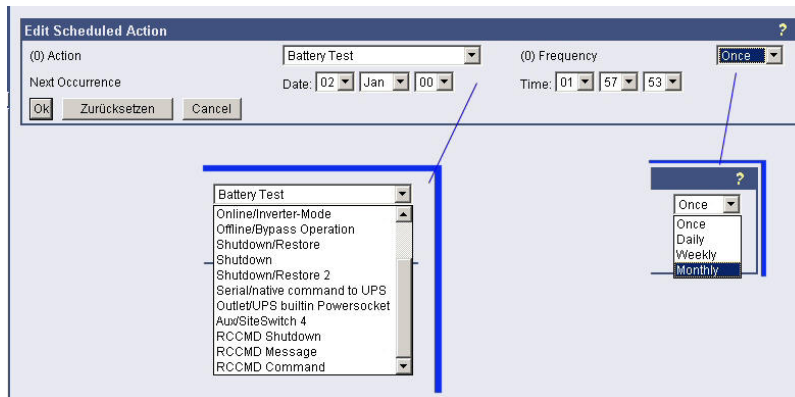 Edit Scheduled Action ?
(0) Action Battery Test (0) Frequency Once
Next Occurrence Date: 02 Jan 00 Time: 01 57 53
Ok Zurücksetzen Cancel
Battery Test
Online/Inverter-Mode
Offline/Bypass Operation
Shutdown/Restore
Shutdown
Shutdown/Restore 2
Serial/native command to UPS
Outlet/UPS builtin Powersocket
Aux/SiteSwitch 4
RCCMD Shutdown
RCCMD Message
RCCMD Command
?
Once
Once
Daily
Weekly
Monthly